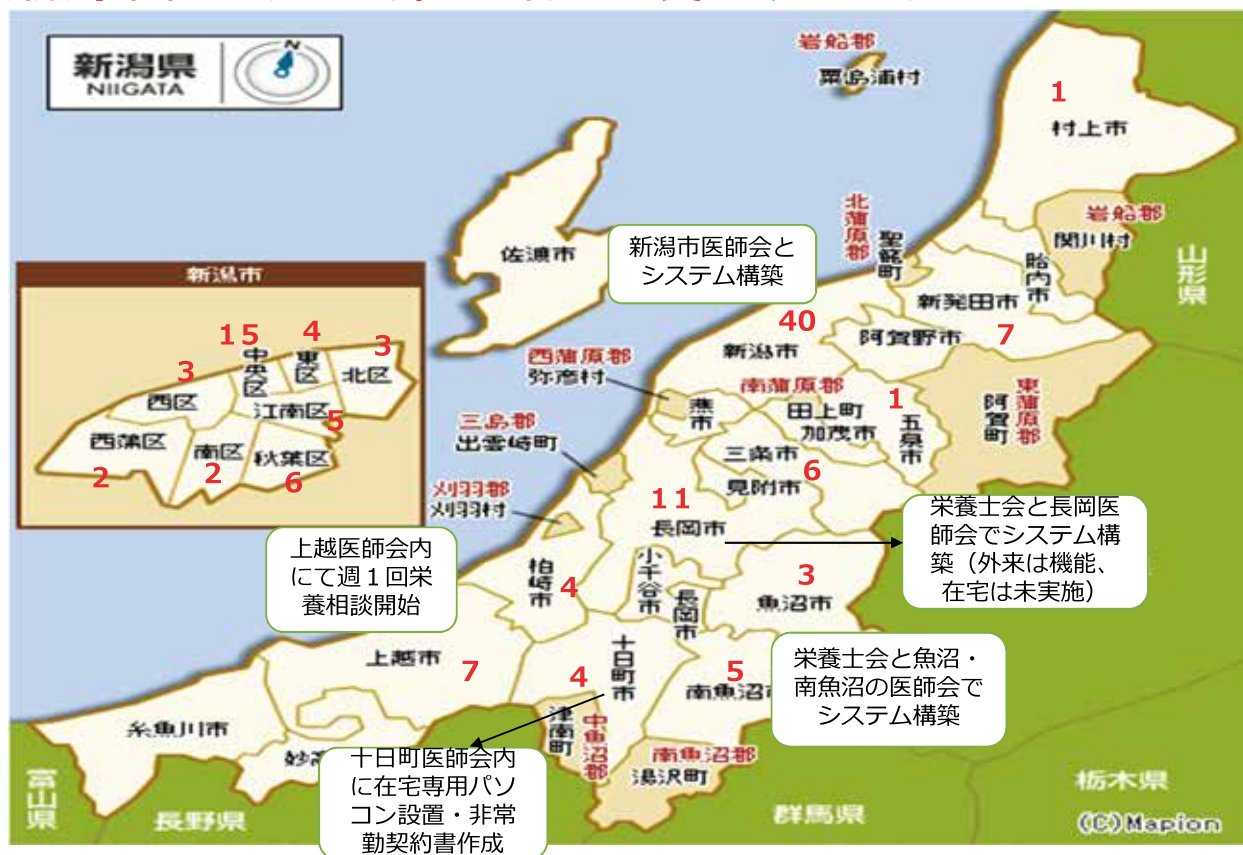 新潟県
NIIGATA
N
岩船郡
粟島浦村
1
村上市
岩船郡
関川村
山形県
北蒲原郡
聖籠町
胎内市
新発田市
佐渡市
新潟市医師会と
システム構築
40
新潟市
阿賀野市
7
東蒲原郡
阿賀町
新潟市
15
中央区
4
東区
3
北区
3
西区
江南区
5
西蒲区
2
南区
2
秋葉区
6
西蒲原郡
弥彦村
燕市
南蒲原郡
田上町
加茂市
1
五泉市
三島郡
出雲崎町
三条市
6
見附市
刈羽郡
刈羽村
11
長岡市
栄養士会と長岡医
師会でシステム構
築（外来は機能、
在宅は未実施）
上越医師会内
にて週１回栄
養相談開始
柏崎市
4
小千谷市
長岡市
3
魚沼市
上越市
7
十日町市
4
5
南魚沼
栄養士会と魚沼・
南魚沼の医師会で
システム構築
糸魚川市
妙
津南町
中魚沼郡
南魚沼郡
湯沢町
十日町医師会内
に在宅専用パソ
コン設置・非常
勤契約書作成
富山県
長野県
群馬県
栃木県
(C)Mapion